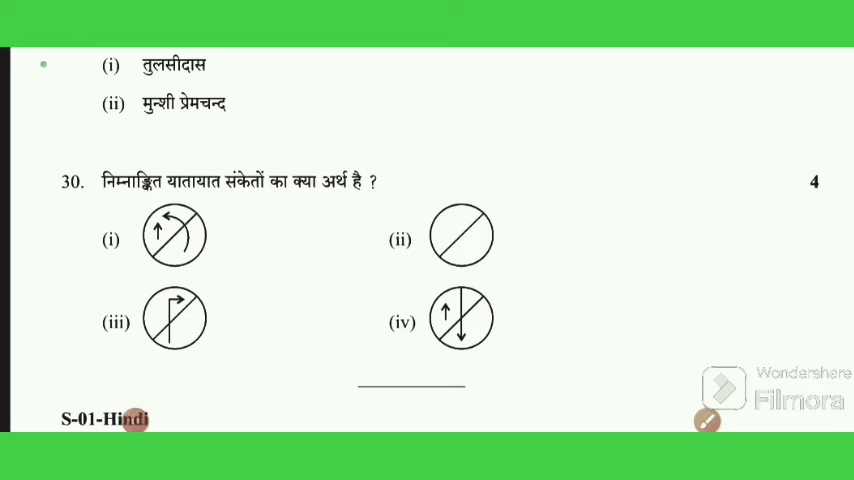 (i) तुलसीदास
(ii) मुन्शी प्रेमचन्द
30. निम्नाङ्कित यातायात संकेतों का क्या अर्थ है ? 4
(i) (ii)
(iii) (iv)
Wondershare
Filmora
S-01-Hindi